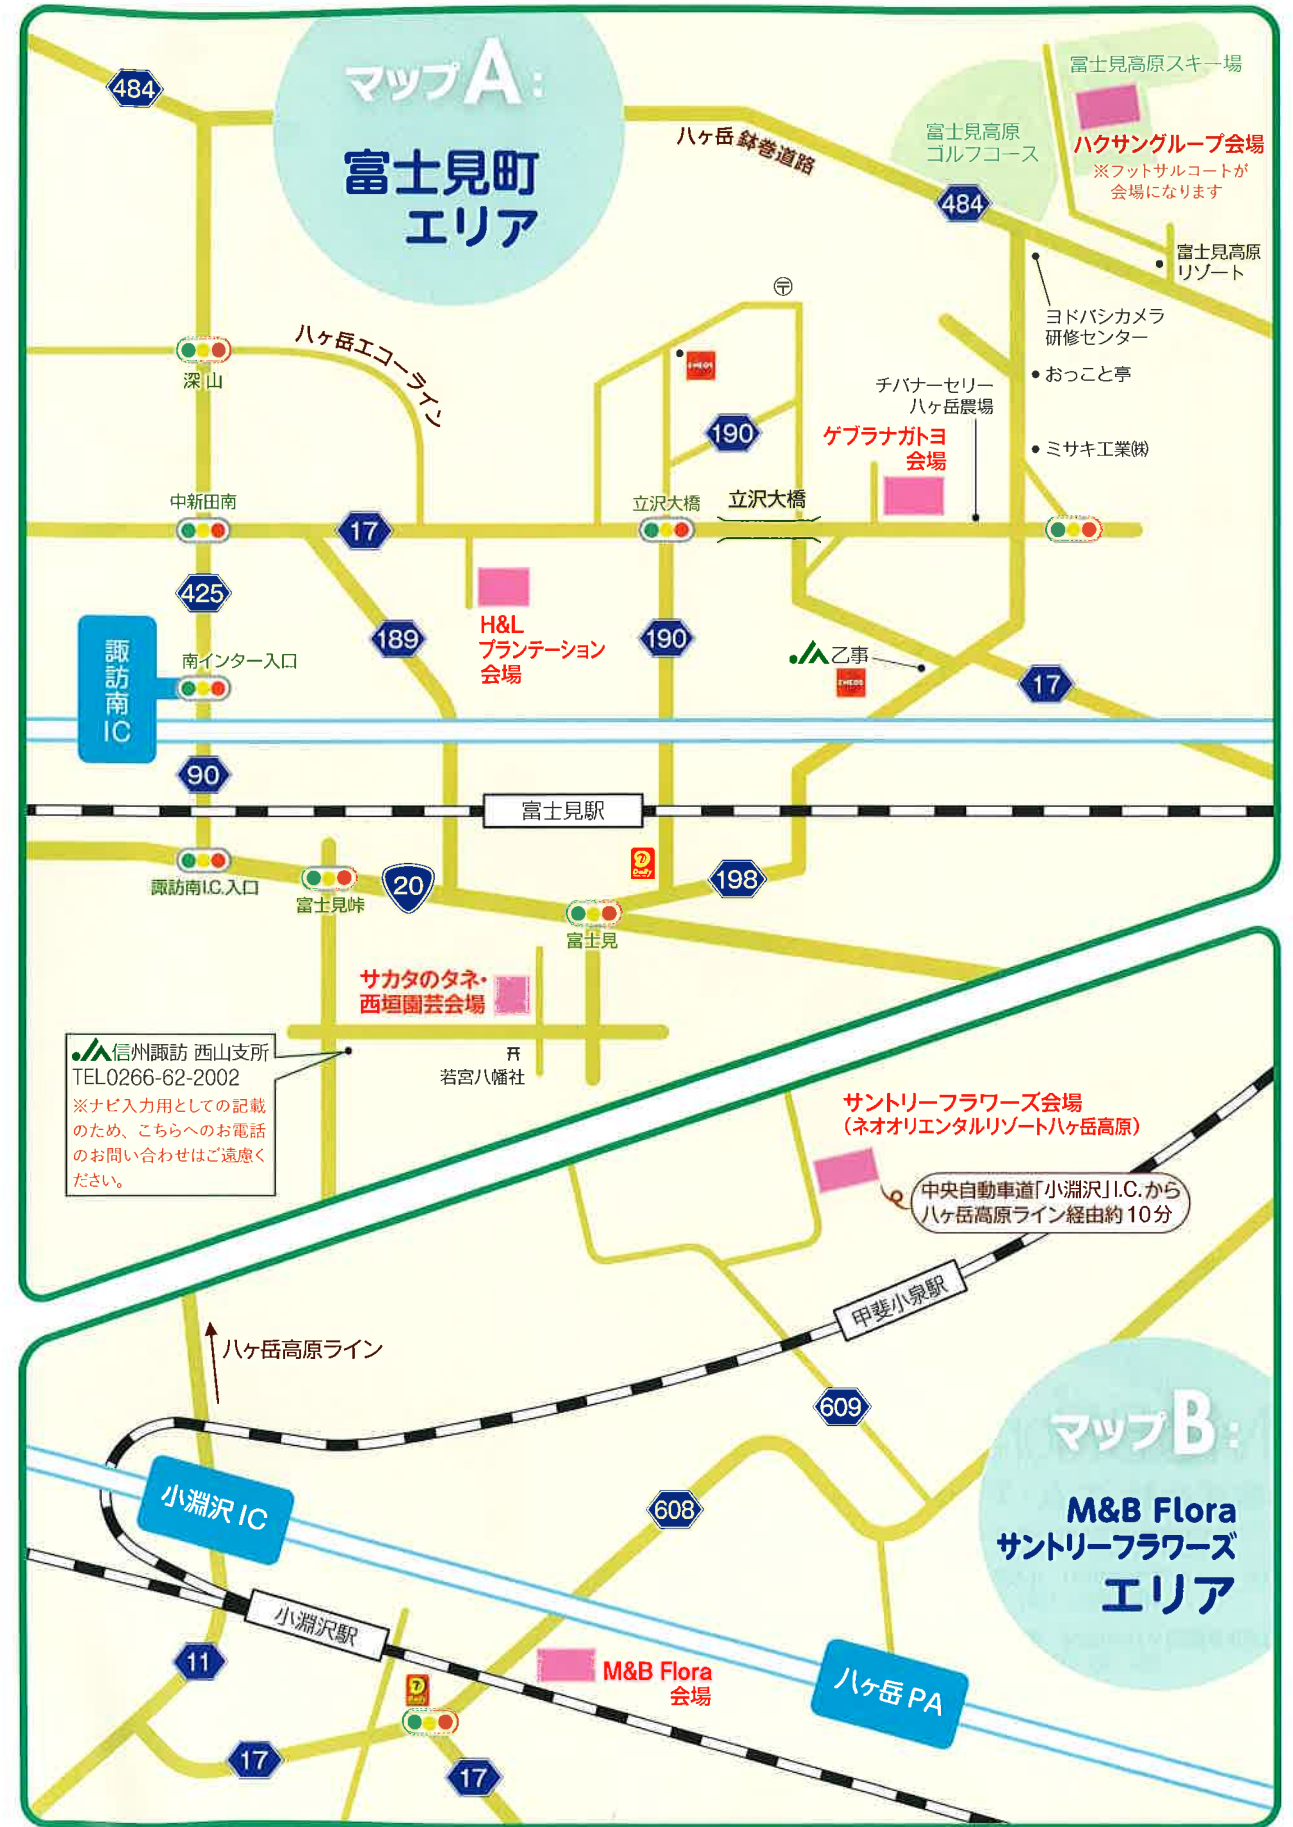 マップA:
富士見町
エリア
484
八ヶ岳 鉢巻道路
富士見高原スキー場
富士見高原
ゴルフコース
ハクサングループ会場
※フットサルコートが
会場になります
484
富士見高原
リゾート
ヨドバシカメラ
研修センター
おっこと亭
ミサキ工業㈱
深山
八ヶ岳エコーライン
〒
ENEOS
190
チバナーセリー
八ヶ岳農場
ゲブラナガトヨ
会場
中新田南
17
立沢大橋
立沢大橋
425
189
H&L
プランテーション
会場
190
乙事
ENEOS
17
諏訪南IC
南インター入口
90
富士見駅
諏訪南I.C.入口
富士見峠
20
Daily
198
富士見
サカタのタネ・
西垣園芸会場
JA信州諏訪 西山支所
TEL0266-62-2002
※ナビ入力用としての記載
のため、こちらへのお電話
のお問い合わせはご遠慮く
ださい。
若宮八幡社
サントリーフラワーズ会場
(ネオオリエンタルリゾート八ヶ岳高原)
中央自動車道「小淵沢」I.C.から
八ヶ岳高原ライン経由約10分
甲斐小泉駅
八ヶ岳高原ライン
609
マップB:
M&B Flora
サントリーフラワーズ
エリア
小淵沢 IC
608
小淵沢駅
11
Daily
M&B Flora
会場
八ヶ岳 PA
17
17